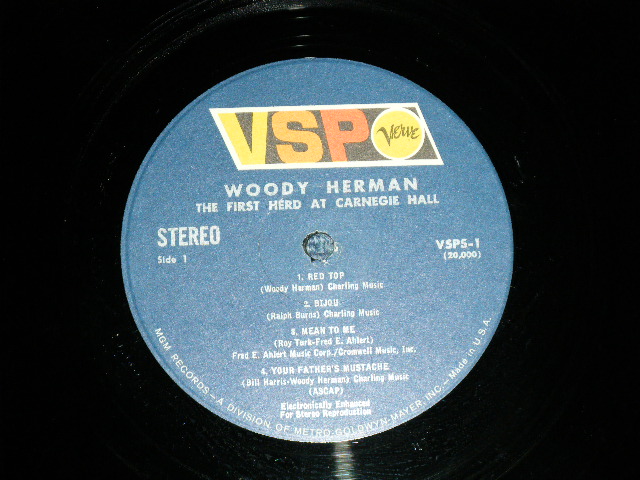 VSP Verve
WOODY HERMAN
THE FIRST HERD AT CARNEGIE HALL
STEREO
Side 1
VSPS-1
(20,000)
1. RED TOP
(Woody Herman) Charling Music
2. BIJOU
(Ralph Burns) Charling Music
3. MEAN TO ME
(Roy Turk-Fred E. Ahlert)
Fred E. Ahlert Music Corp./Cromwell Music, Inc.
4. YOUR FATHER'S MUSTACHE
(Bill Harris-Woody Herman) Charling Music
(ASCAP)
Electronically Enhanced
For Stereo Reproduction
MGM RECORDS—A DIVISION OF METRO-GOLDWYN-MAYER, INC.—Made in U.S.A.